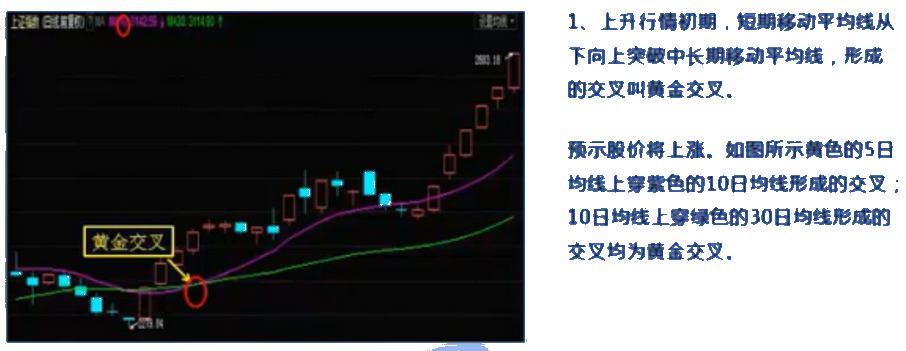 上证指数 (日线.前复权) MA
3142.59 MA30: 3114.90 ↑
设置均线
2693.18
黄金交叉
1、上升行情初期，短期移动平均线从
下向上突破中长期移动平均线，形成
的交叉叫黄金交叉。
预示股价将上涨。如图所示黄色的5日
均线上穿紫色的10日均线形成的交叉；
10日均线上穿绿色的30日均线形成的
交叉均为黄金交叉。